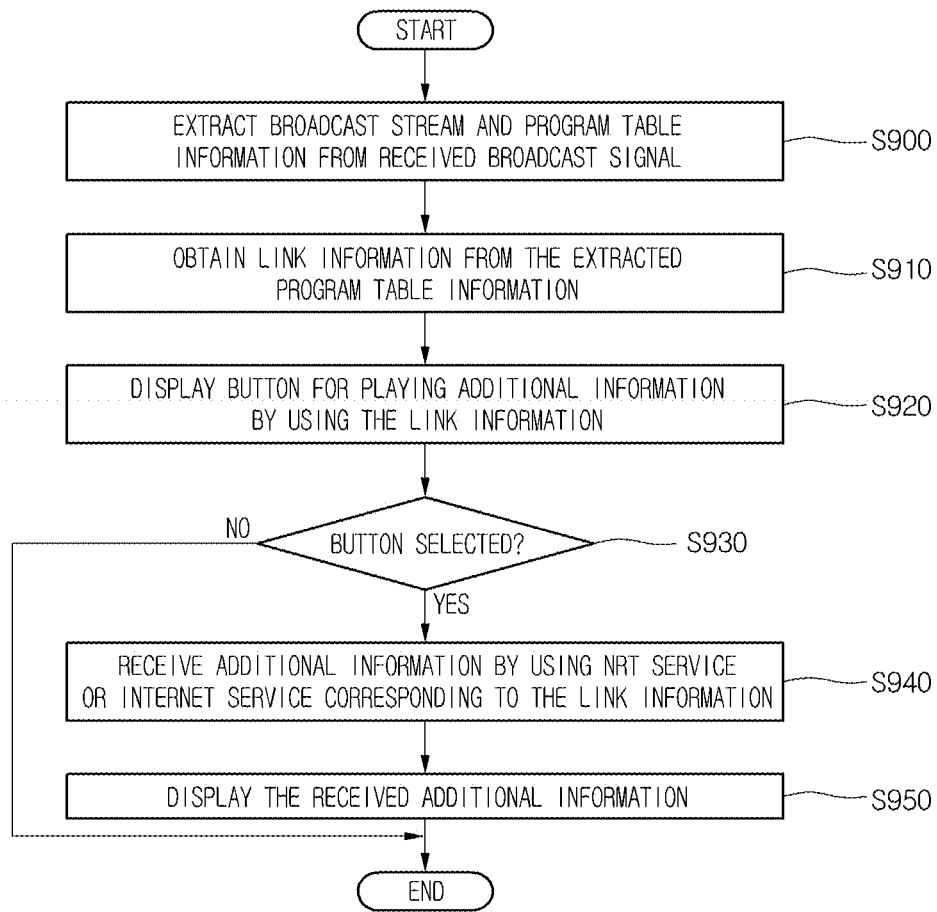 START
EXTRACT BROADCAST STREAM AND PROGRAM TABLE
INFORMATION FROM RECEIVED BROADCAST SIGNAL
S900
OBTAIN LINK INFORMATION FROM THE EXTRACTED
PROGRAM TABLE INFORMATION
S910
DISPLAY BUTTON FOR PLAYING ADDITIONAL INFORMATION
BY USING THE LINK INFORMATION
S920
NO
BUTTON SELECTED?
S930
YES
RECEIVE ADDITIONAL INFORMATION BY USING NRT SERVICE
OR INTERNET SERVICE CORRESPONDING TO THE LINK INFORMATION
S940
DISPLAY THE RECEIVED ADDITIONAL INFORMATION
S950
END